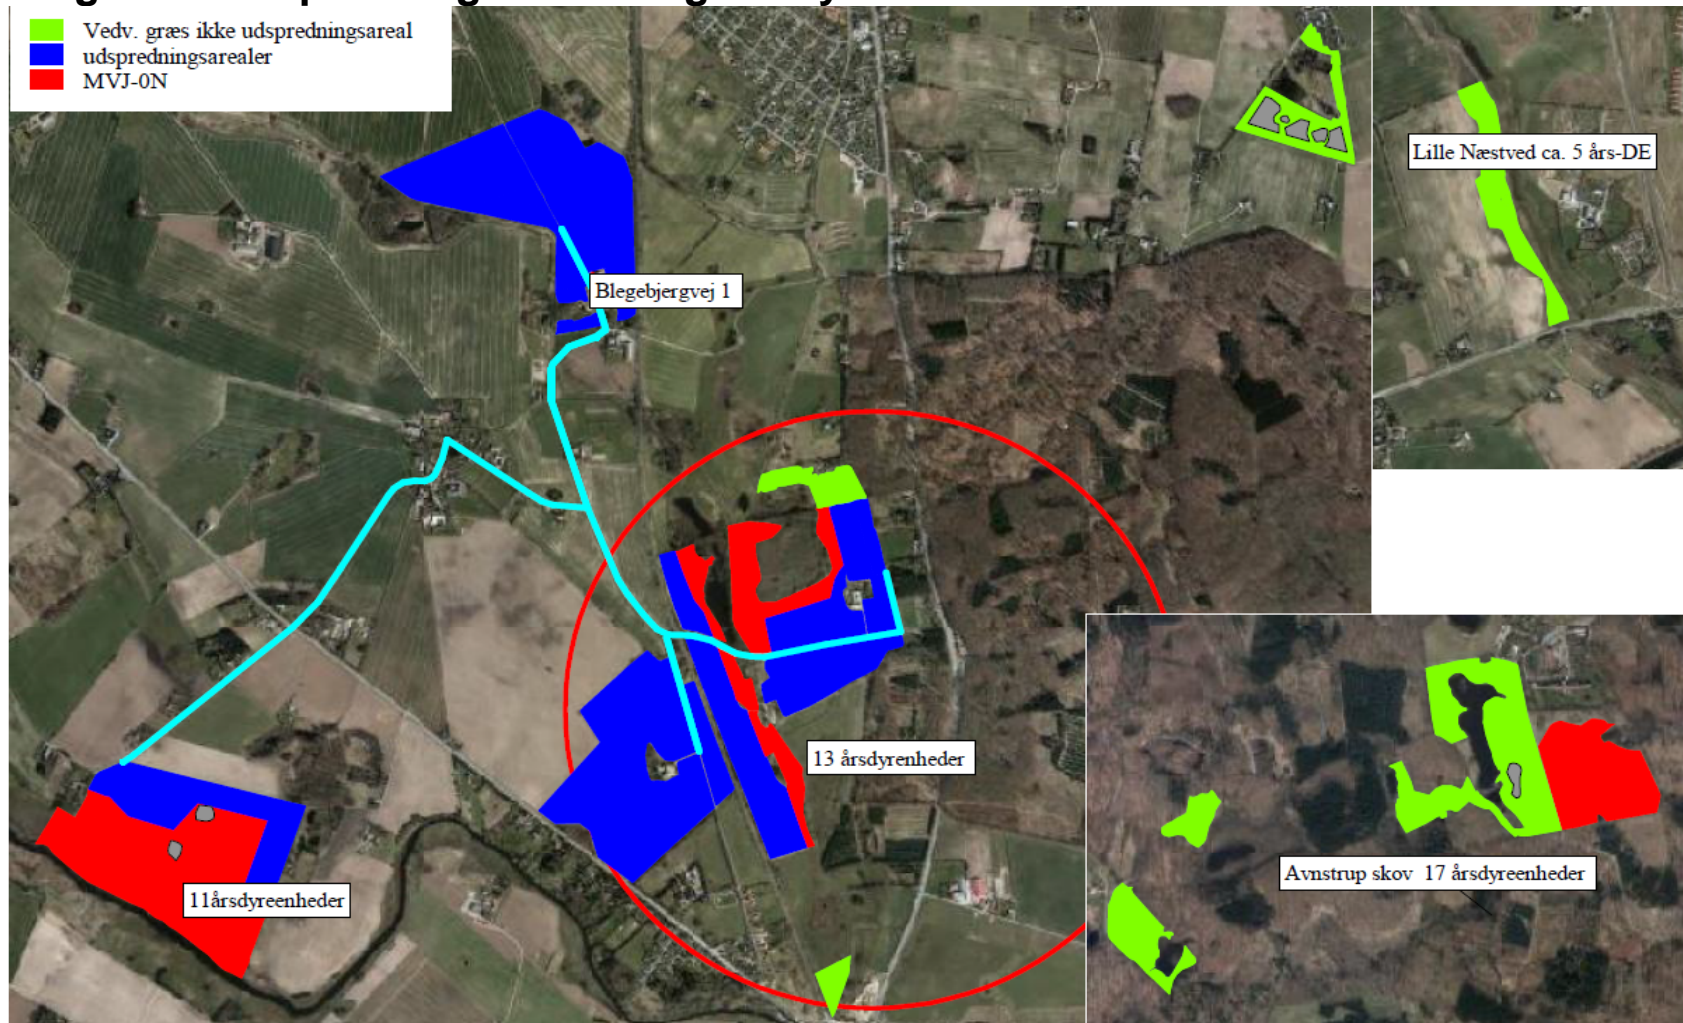 Vedv. græs ikke udspredningsareal
udspredningsarealer
MVJ-0N
Lille Næstved ca. 5 års-DE
Blegebjergvej 1
13 årsdyrenheder
Avnstrup skov 17 årsdyreenheder
11årsdyreenheder